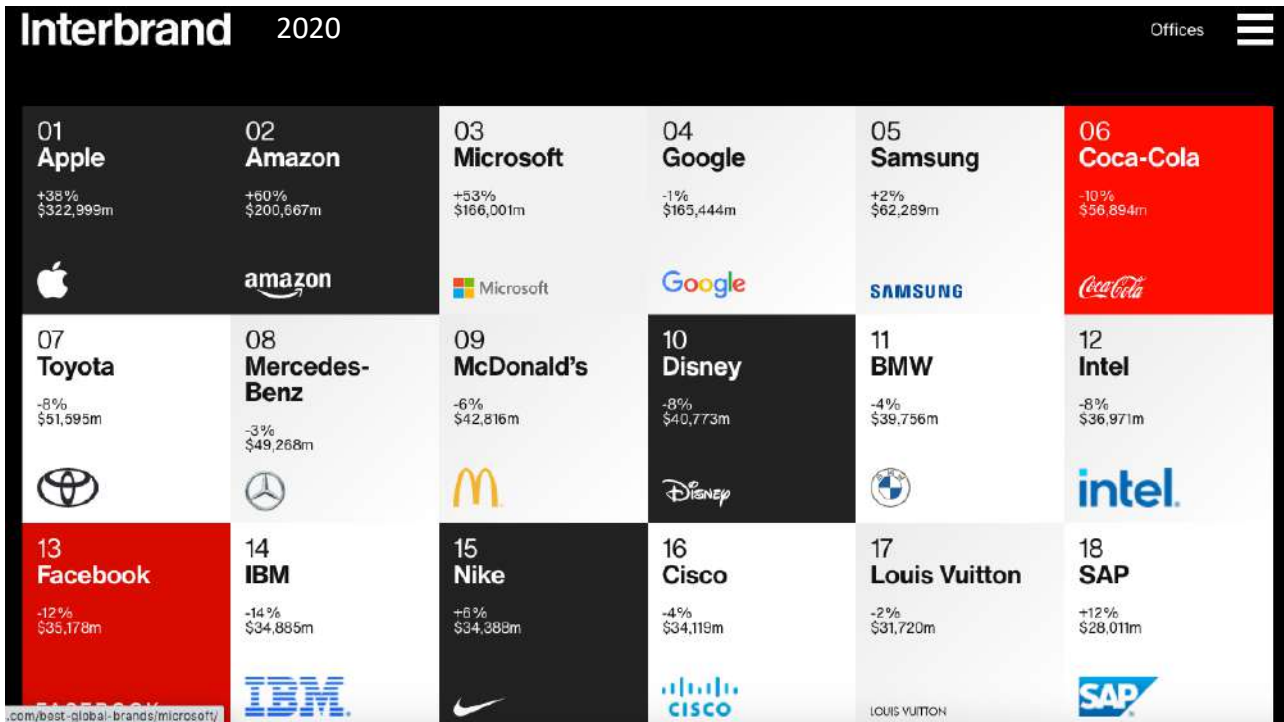 Interbrand 2020 Offices
01
Apple
+38%
$322,999m
02
Amazon
+60%
$200,667m
amazon
03
Microsoft
+53%
$166,001m
Microsoft
04
Google
-1%
$165,444m
Google
05
Samsung
+2%
$62,289m
SAMSUNG
06
Coca-Cola
-10%
$56,894m
Coca-Cola
07
Toyota
-8%
$51,595m
08
Mercedes-
Benz
-3%
$49,268m
09
McDonald's
-6%
$42,816m
10
Disney
-8%
$40,773m
Disney
11
BMW
-4%
$39,756m
12
Intel
-8%
$36,971m
intel.
13
Facebook
-12%
$35,178m
14
IBM
-14%
$34,885m
IBM.
15
Nike
+6%
$34,388m
16
Cisco
-4%
$34,119m
CISCO
17
Louis Vuitton
-2%
$31,720m
LOUIS VUITTON
18
SAP
+12%
$28,011m
SAP
.com/best-global-brands/microsoft/